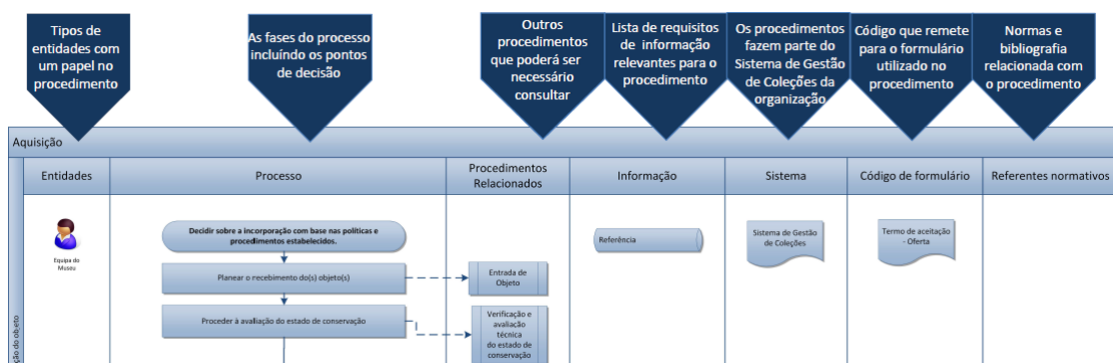 Tipos de
entidades com
um papel no
procedimento
As fases do processo
incluíndo os pontos
de decisão
Outros
procedimentos
que poderá ser
necessário
consultar
Lista de requisitos
de informação
relevantes para o
procedimento
Os procedimentos
fazem parte do
Sistema de Gestão
de Coleções da
organização
Código que remete
para o formulário
utilizado no
procedimento
Normas e
bibliografia
relacionada com
o procedimento
Aquisição
Entidades
Processo
Procedimentos
Relacionados
Informação
Sistema
Código de formulário
Referentes normativos
Equipa do
Museu
Decidir sobre a incorporação com base nas políticas e
procedimentos estabelecidos.
Referência
Sistema de Gestão
de Coleções
Termo de aceitação
- Oferta
Planear o recebimento do(s) objeto(s)
Entrada de
Objeto
Proceder à avaliação do estado de conservação
Verificação e
avaliação
técnica
do estado de
conservação
do objeto